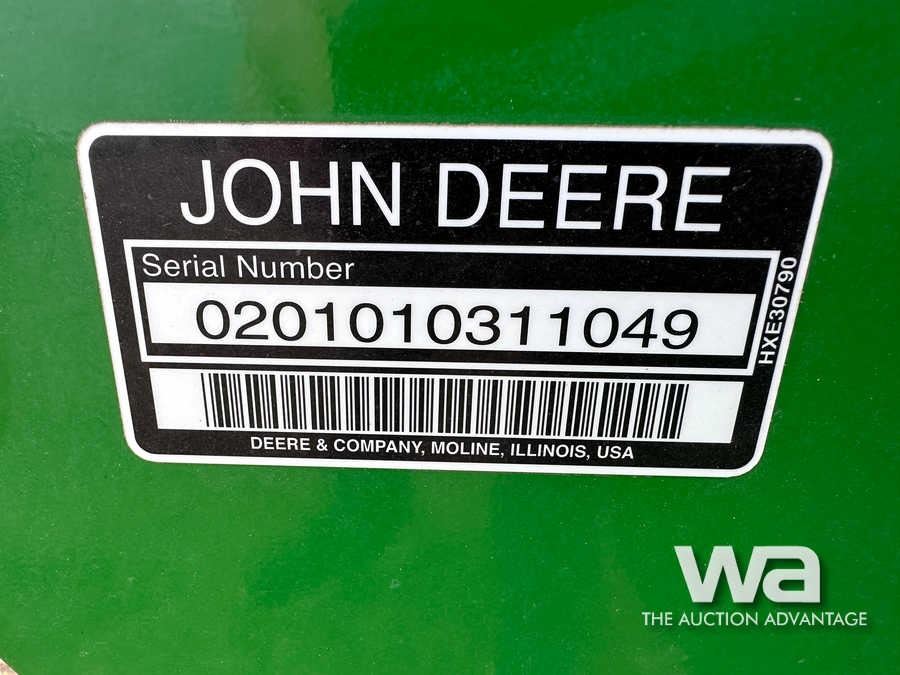 JOHN DEERE
Serial Number
0201010311049
HXE30790
DEERE & COMPANY, MOLINE, ILLINOIS, USA
wa
THE AUCTION ADVANTAGE